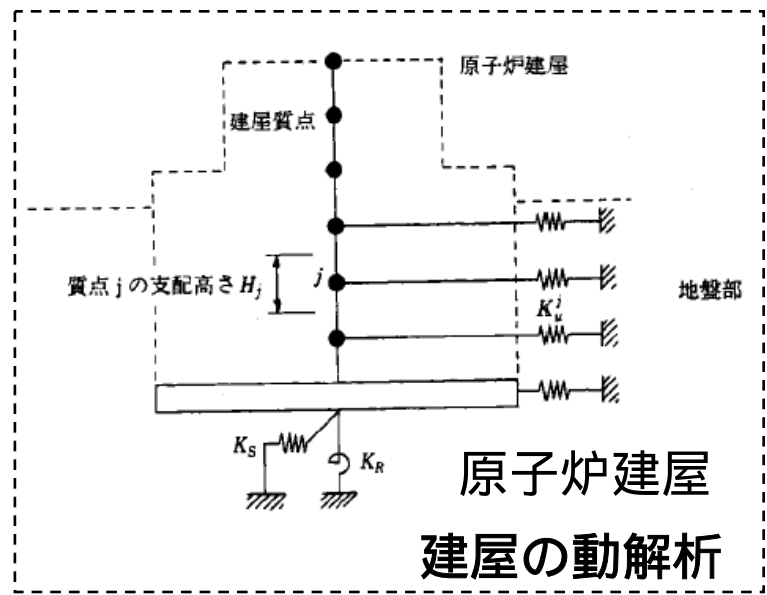 原子炉建屋
建屋質点
質点 j の支配高さ H_j
j
K_u^j
地盤部
K_S
K_R
原子炉建屋
建屋の動解析